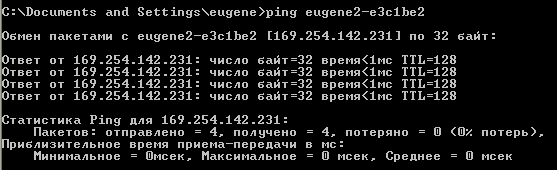 C:\Documents and Settings\eugene>ping eugene2-e3c1be2
Обмен пакетами с eugene2-e3c1be2 [169.254.142.231] по 32 байт:
Ответ от 169.254.142.231: число байт=32 время<1мс TTL=128
Ответ от 169.254.142.231: число байт=32 время<1мс TTL=128
Ответ от 169.254.142.231: число байт=32 время<1мс TTL=128
Ответ от 169.254.142.231: число байт=32 время<1мс TTL=128
Статистика Ping для 169.254.142.231:
Пакетов: отправлено = 4, получено = 4, потеряно = 0 (0% потерь),
Приблизительное время приема-передачи в мс:
Минимальное = 0мсек, Максимальное = 0 мсек, Среднее = 0 мсек